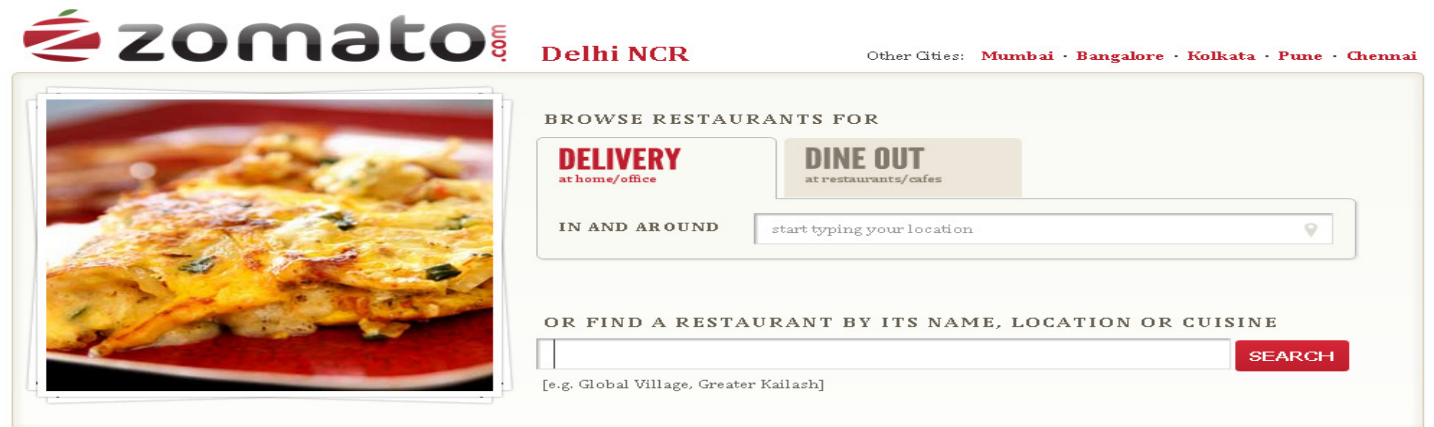 zomato.com
Delhi NCR
Other Cities: Mumbai · Bangalore · Kolkata · Pune · Chennai
BROWSE RESTAURANTS FOR
DELIVERY
at home/office
DINE OUT
at restaurants/cafes
IN AND AROUND
start typing your location
OR FIND A RESTAURANT BY ITS NAME, LOCATION OR CUISINE
SEARCH
[e.g. Global Village, Greater Kailash]